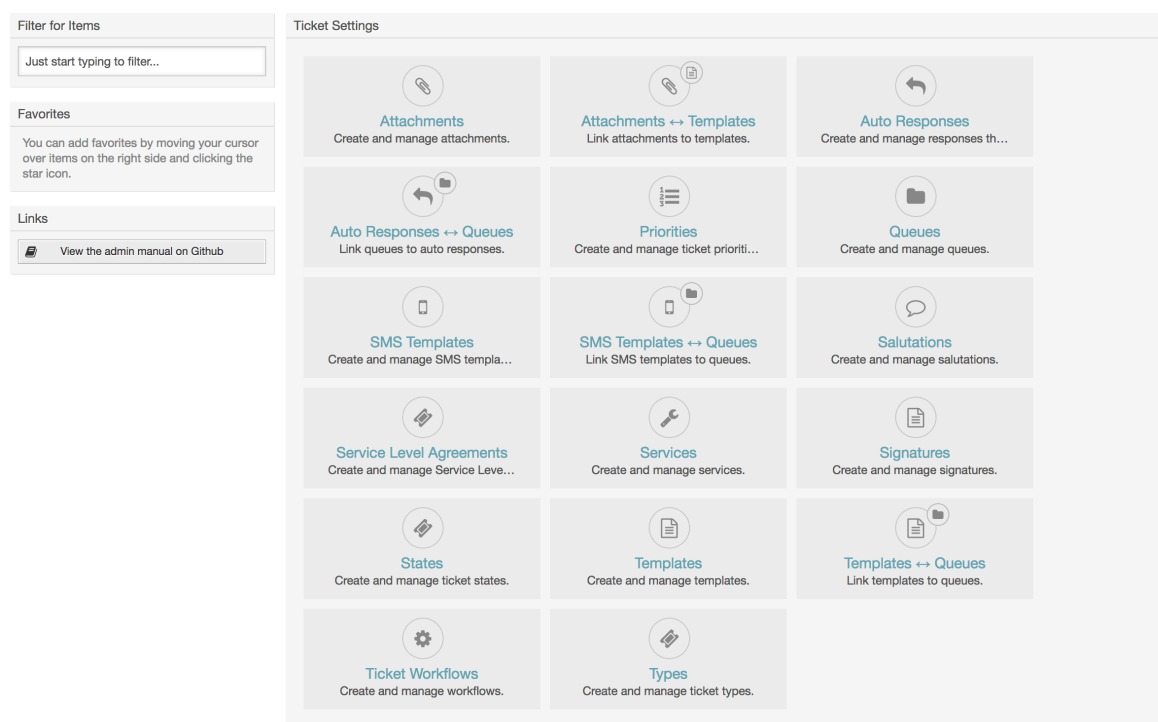 Filter for Items
Just start typing to filter...
Favorites
You can add favorites by moving your cursor
over items on the right side and clicking the
star icon.
Links
View the admin manual on Github
Ticket Settings
Attachments
Create and manage attachments.
Attachments ↔ Templates
Link attachments to templates.
Auto Responses
Create and manage responses th…
Auto Responses ↔ Queues
Link queues to auto responses.
Priorities
Create and manage ticket prioriti…
Queues
Create and manage queues.
SMS Templates
Create and manage SMS templa…
SMS Templates ↔ Queues
Link SMS templates to queues.
Salutations
Create and manage salutations.
Service Level Agreements
Create and manage Service Leve…
Services
Create and manage services.
Signatures
Create and manage signatures.
States
Create and manage ticket states.
Templates
Create and manage templates.
Templates ↔ Queues
Link templates to queues.
Ticket Workflows
Create and manage workflows.
Types
Create and manage ticket types.